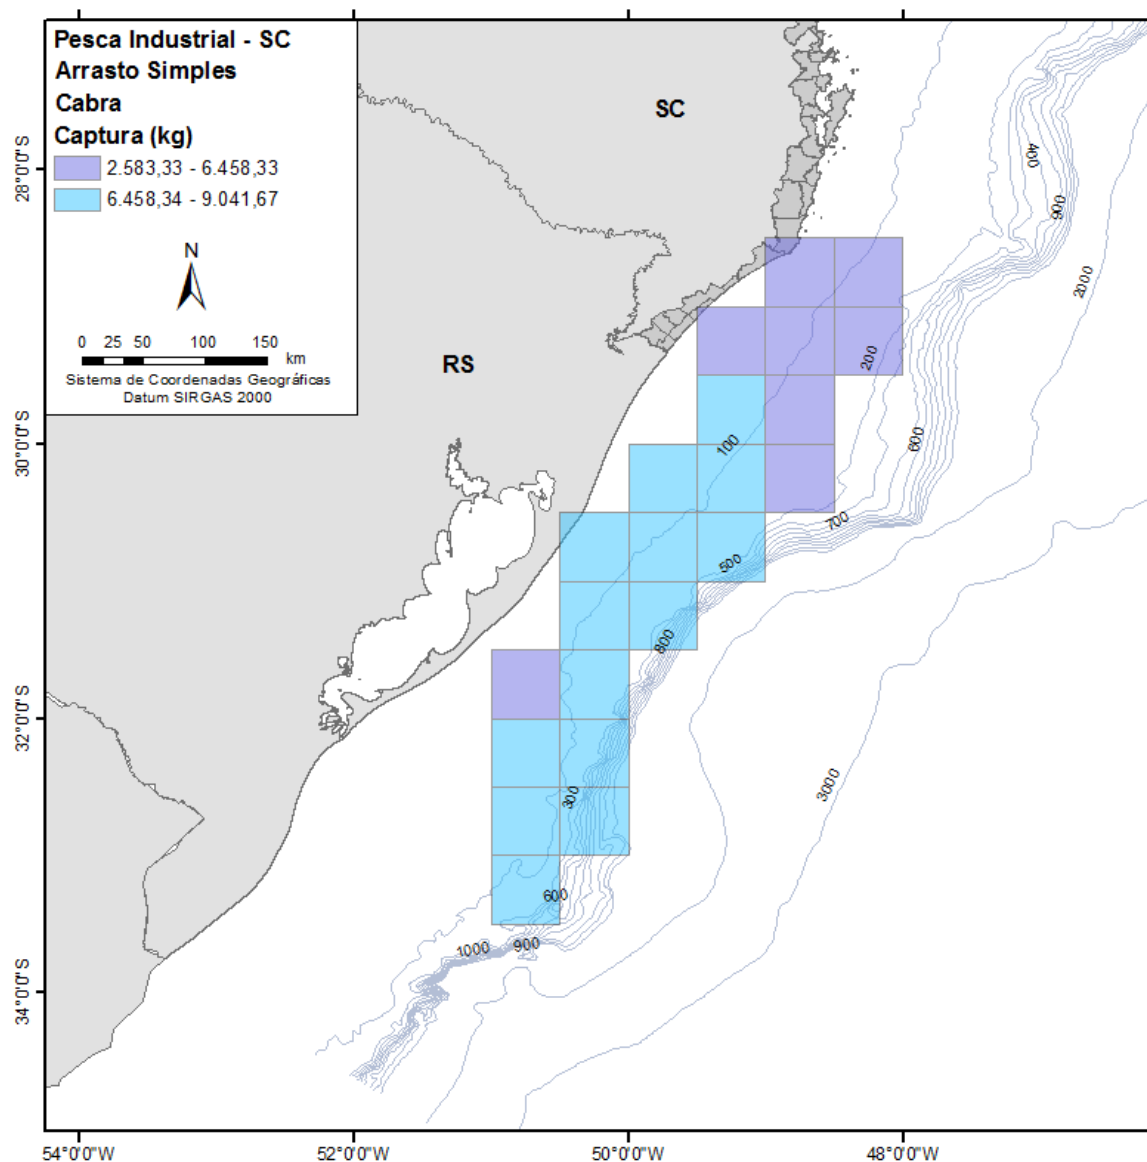 Pesca Industrial - SC
Arrasto Simples
Cabra
Captura (kg)
2.583,33 - 6.458,33
6.458,34 - 9.041,67
N
0 25 50 100 150
km
Sistema de Coordenadas Geográficas
Datum SIRGAS 2000
SC
RS
400
900
2000
200
600
100
700
500
800
3000
300
600
1000
900
28°0'0"S
30°0'0"S
32°0'0"S
34°0'0"S
54°0'0"W
52°0'0"W
50°0'0"W
48°0'0"W